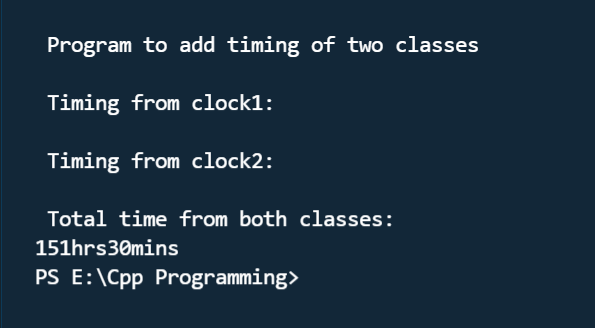 Program to add timing of two classes
Timing from clock1:
Timing from clock2:
Total time from both classes:
151hrs30mins
PS E:\Cpp Programming>